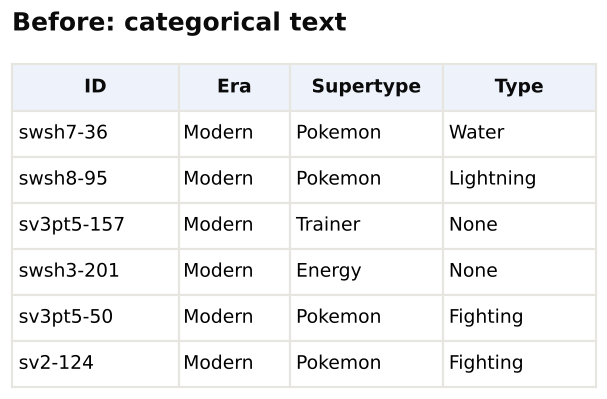 Before: categorical text
ID Era Supertype Type
swsh7-36 Modern Pokemon Water
swsh8-95 Modern Pokemon Lightning
sv3pt5-157 Modern Trainer None
swsh3-201 Modern Energy None
sv3pt5-50 Modern Pokemon Fighting
sv2-124 Modern Pokemon Fighting